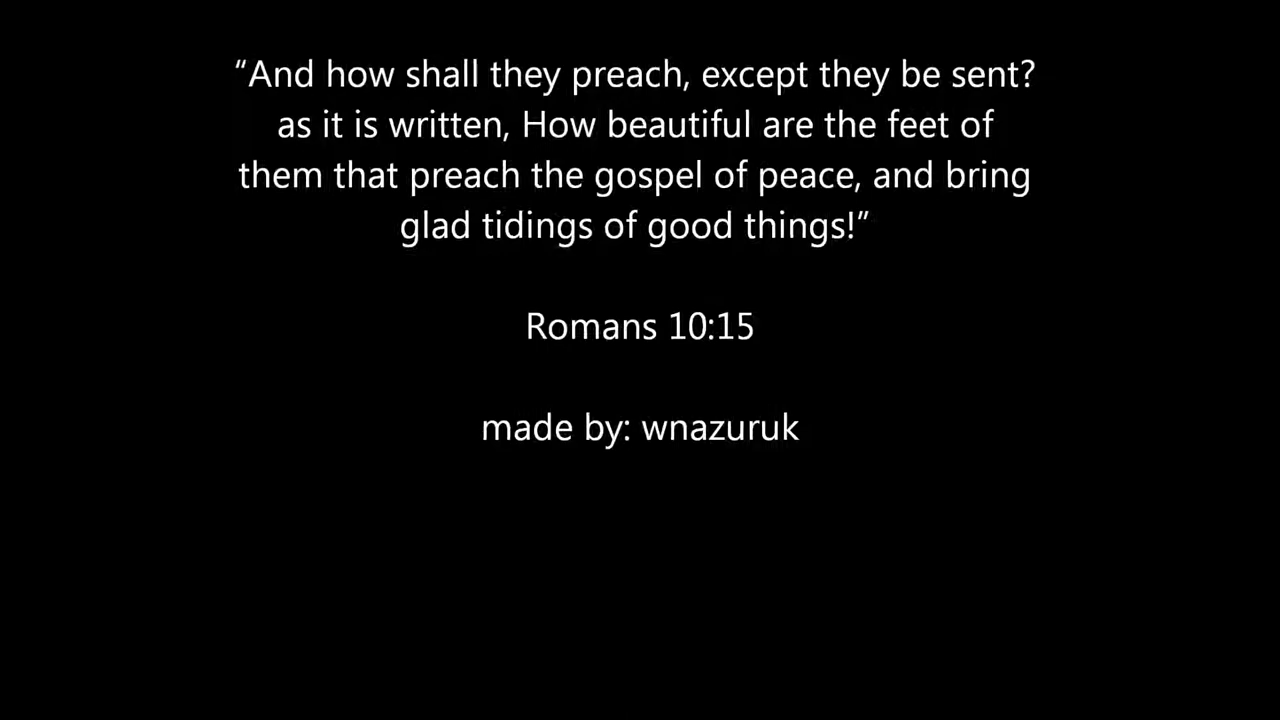 “And how shall they preach, except they be sent?
as it is written, How beautiful are the feet of
them that preach the gospel of peace, and bring
glad tidings of good things!”
Romans 10:15
made by: wnazuruk